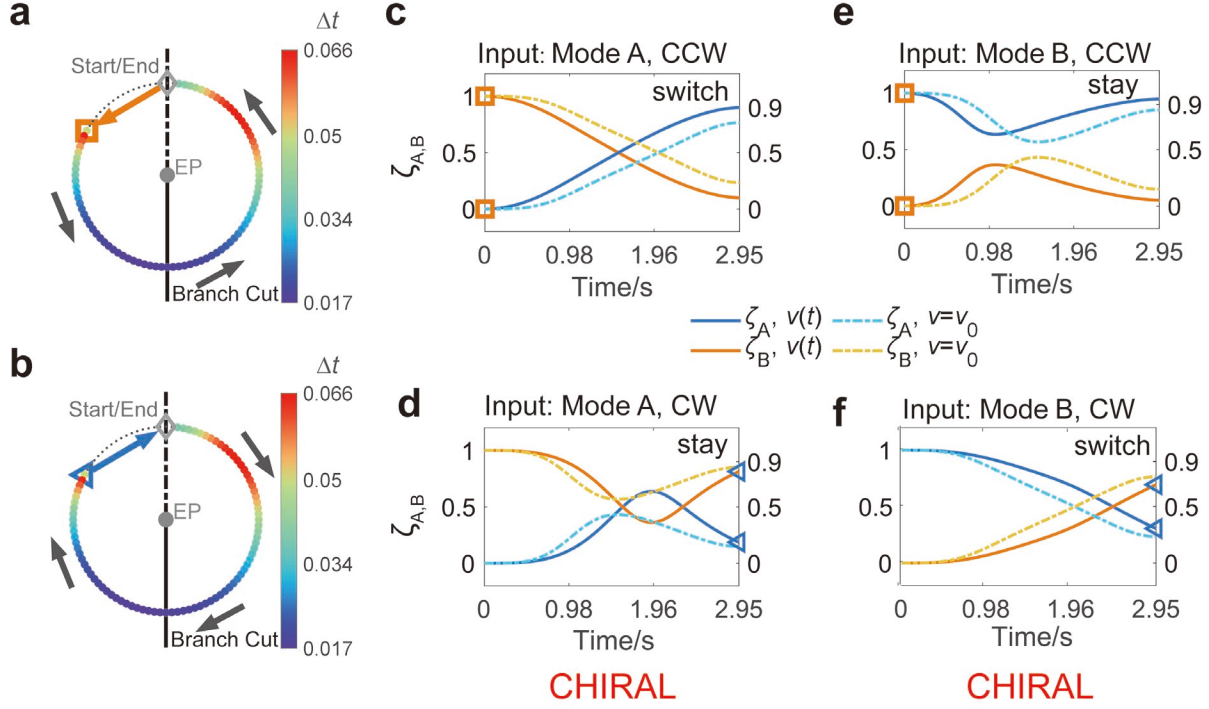 a
Δt
0.066
0.05
0.034
0.017
Start/End
EP
Branch Cut
c
Input: Mode A, CCW
switch
ζA,B
1
0.5
0
0.9
0.5
0
0
0.98
1.96
2.95
Time/s
e
Input: Mode B, CCW
stay
1
0.5
0
0.9
0.5
0
0
0.98
1.96
2.95
Time/s
ζA, v(t)
ζA, v=v0
ζB, v(t)
ζB, v=v0
b
Δt
0.066
0.05
0.034
0.017
Start/End
EP
Branch Cut
d
Input: Mode A, CW
stay
ζA,B
1
0.5
0
0.9
0.5
0
0
0.98
1.96
2.95
Time/s
CHIRAL
f
Input: Mode B, CW
switch
1
0.5
0
0.9
0.5
0
0
0.98
1.96
2.95
Time/s
CHIRAL